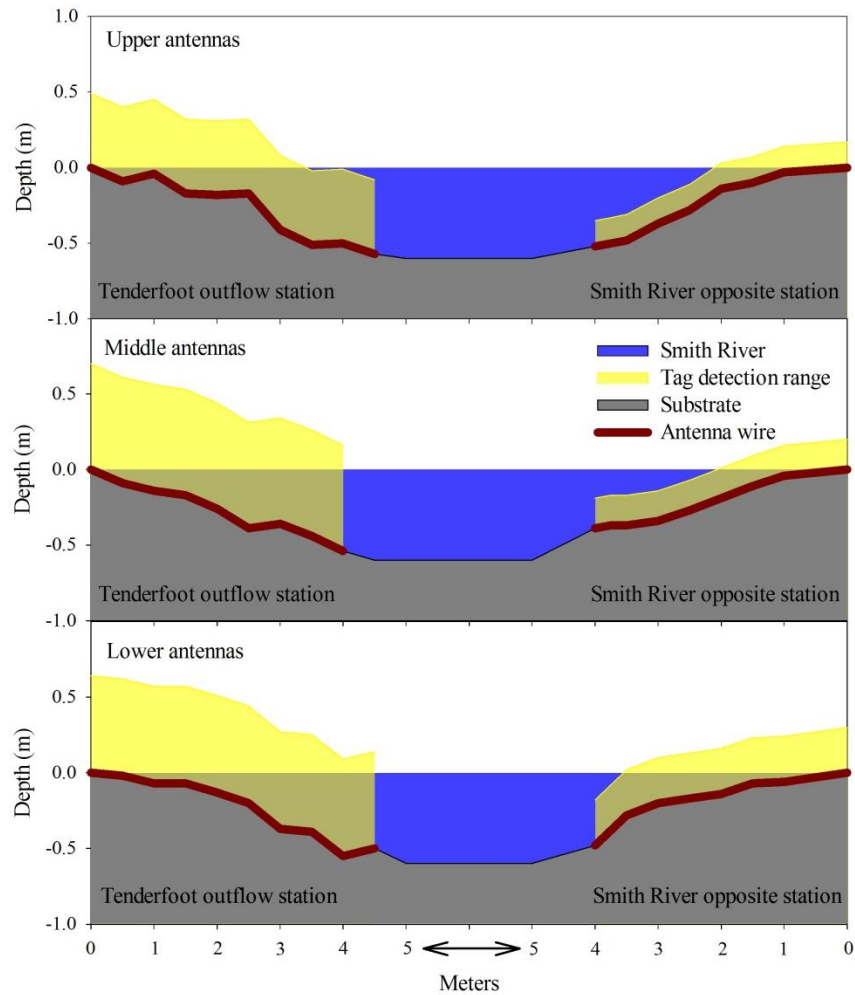 1.0
Upper antennas
0.5
0.0
-0.5
Tenderfoot outflow station
Smith River opposite station
-1.0
Depth (m)
Middle antennas
Smith River
Tag detection range
Substrate
Antenna wire
0.5
0.0
-0.5
Tenderfoot outflow station
Smith River opposite station
-1.0
Depth (m)
Lower antennas
0.5
0.0
-0.5
Tenderfoot outflow station
Smith River opposite station
-1.0
Depth (m)
0 1 2 3 4 5 5 4 3 2 1 0
Meters